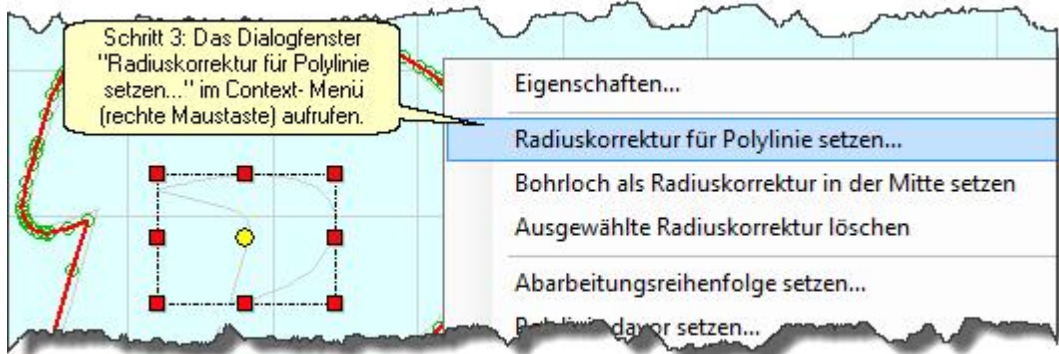 Schritt 3: Das Dialogfenster
"Radiuskorrektur für Polylinie
setzen..." im Context- Menü
(rechte Maustaste) aufrufen.
Eigenschaften...
Radiuskorrektur für Polylinie setzen...
Bohrloch als Radiuskorrektur in der Mitte setzen
Ausgewählte Radiuskorrektur löschen
Abarbeitungsreihenfolge setzen...
setzen...